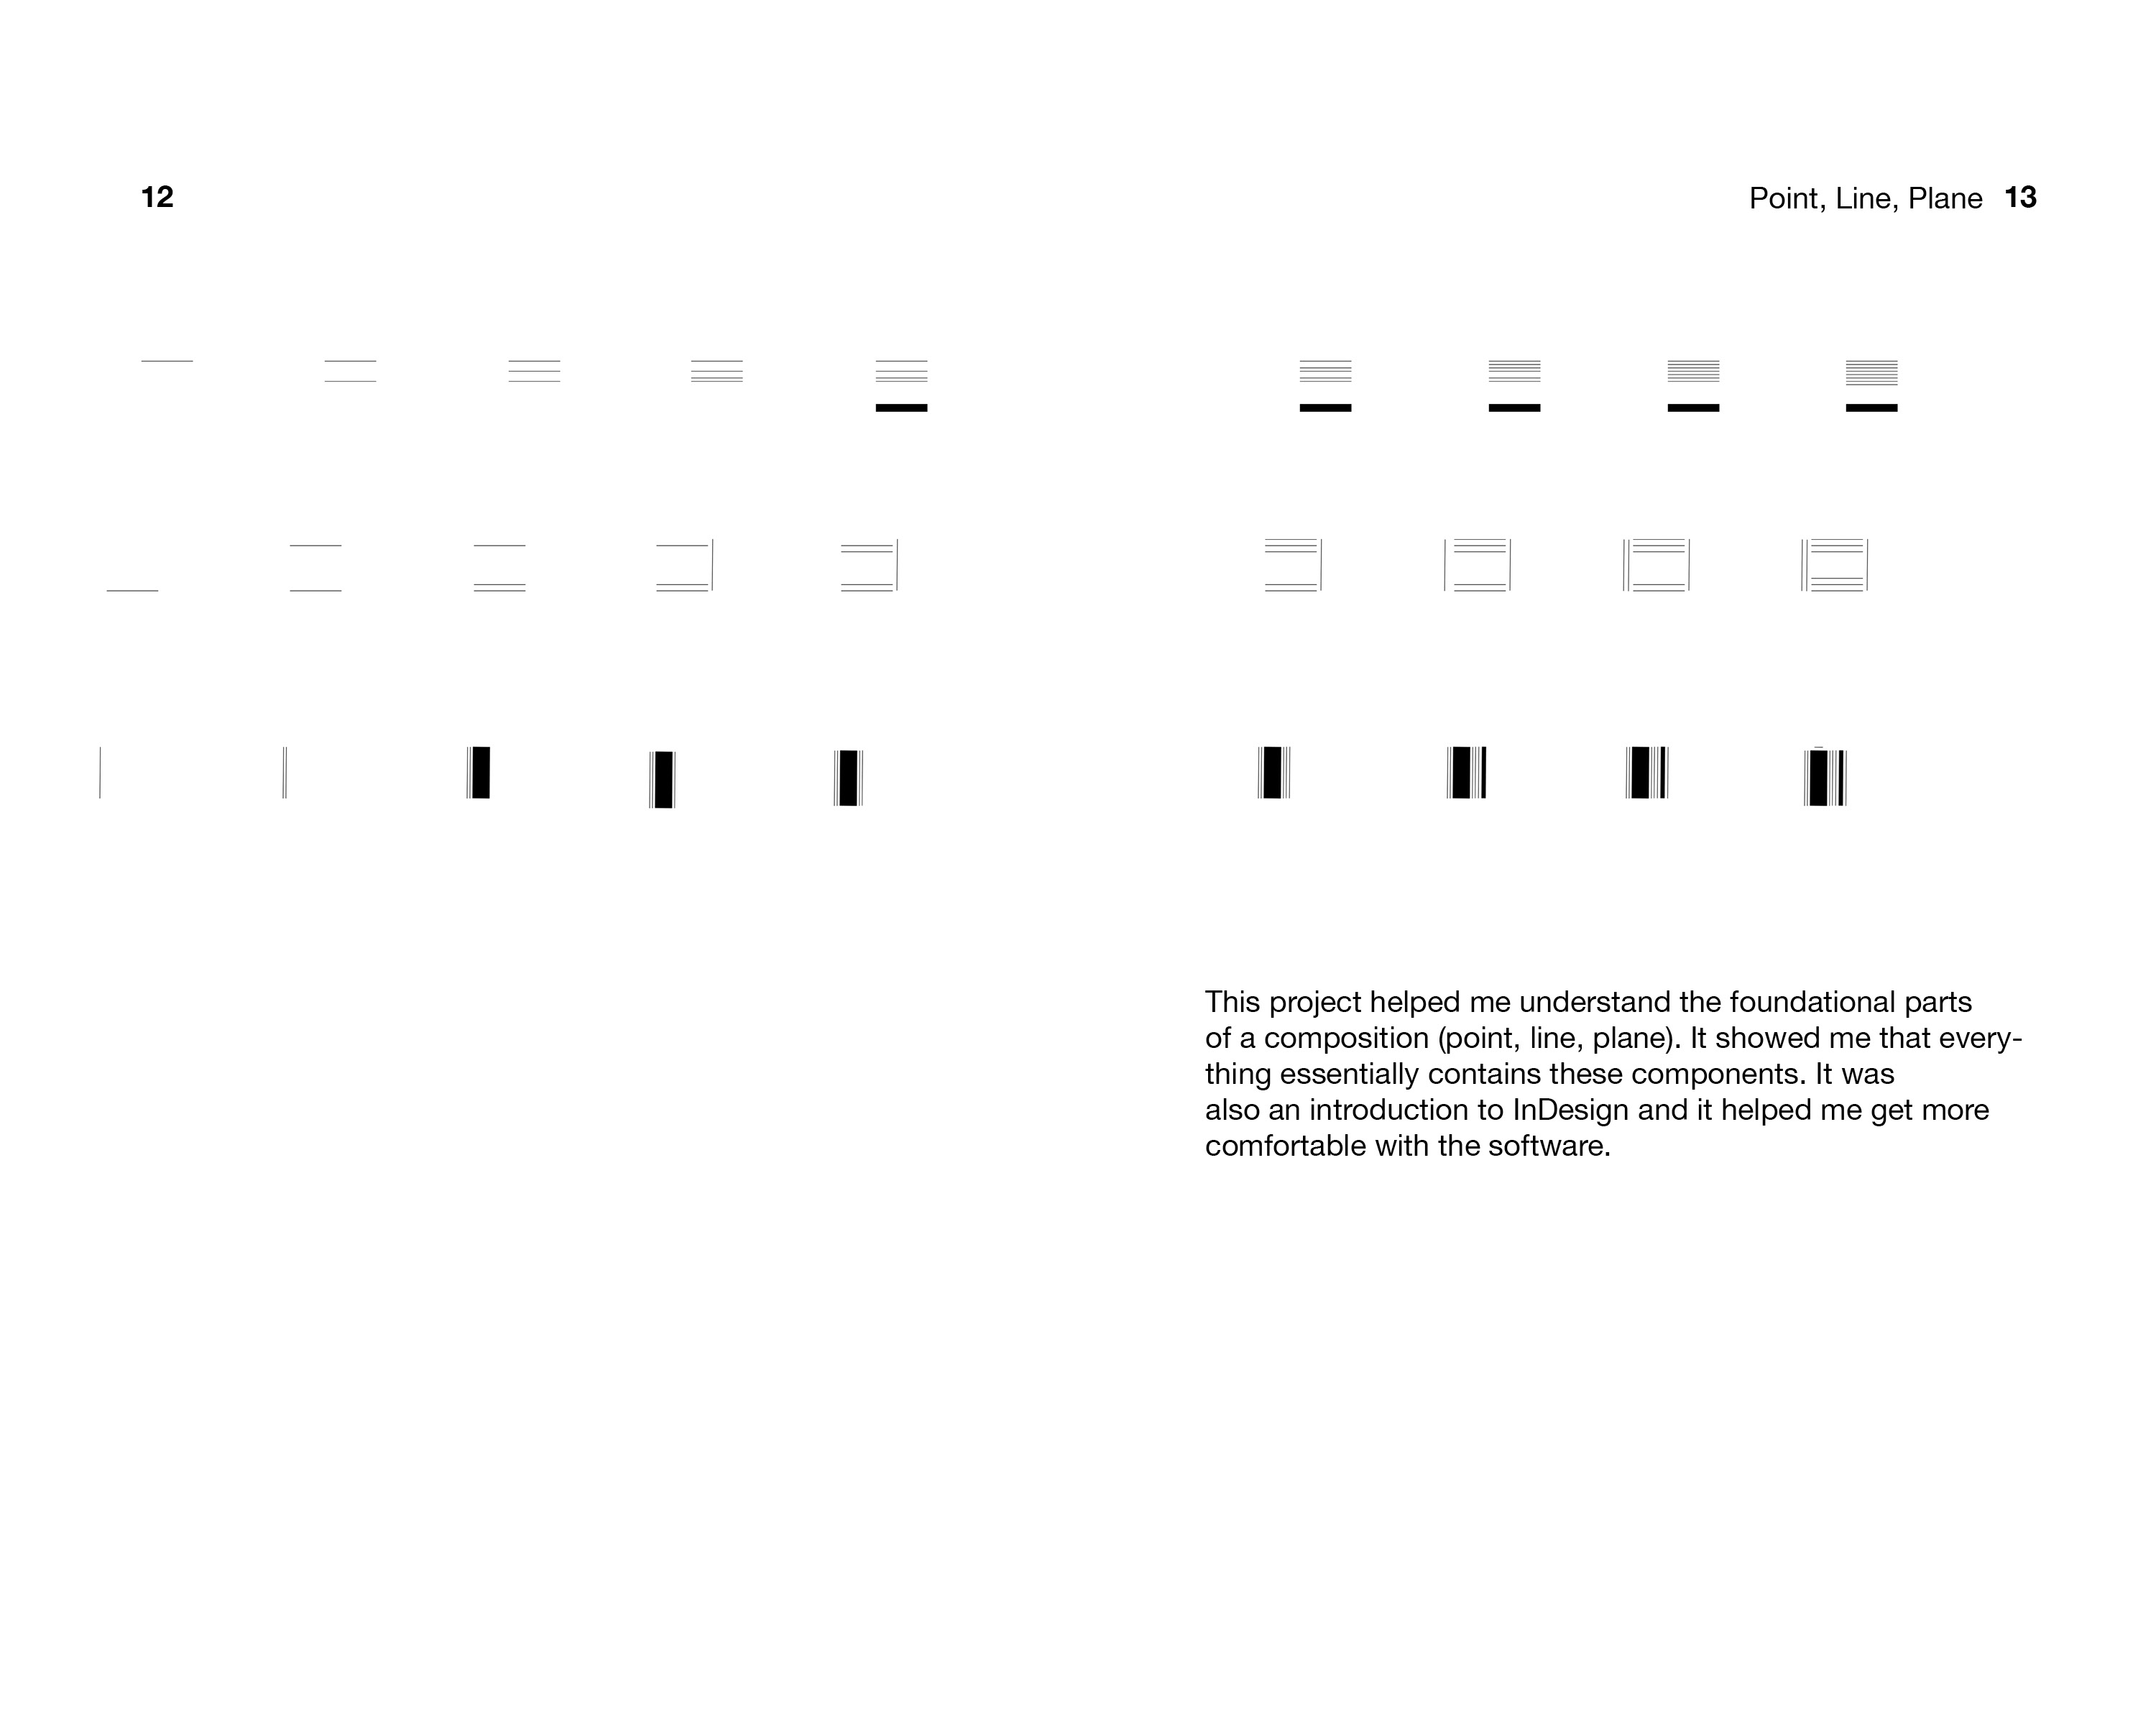 12
Point, Line, Plane 13
This project helped me understand the foundational parts
of a composition (point, line, plane). It showed me that every-
thing essentially contains these components. It was
also an introduction to InDesign and it helped me get more
comfortable with the software.